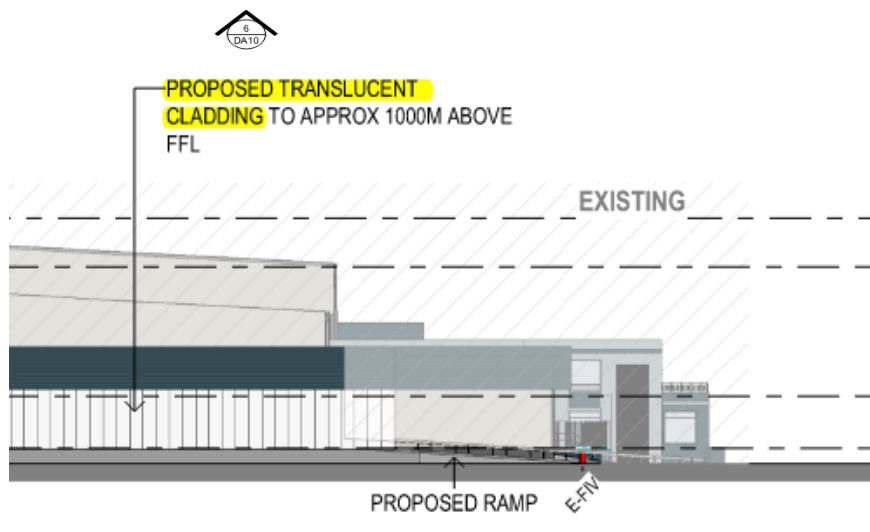 6
DA10
PROPOSED TRANSLUCENT
CLADDING TO APPROX 1000M ABOVE
FFL
EXISTING
PROPOSED RAMP
E-FIV